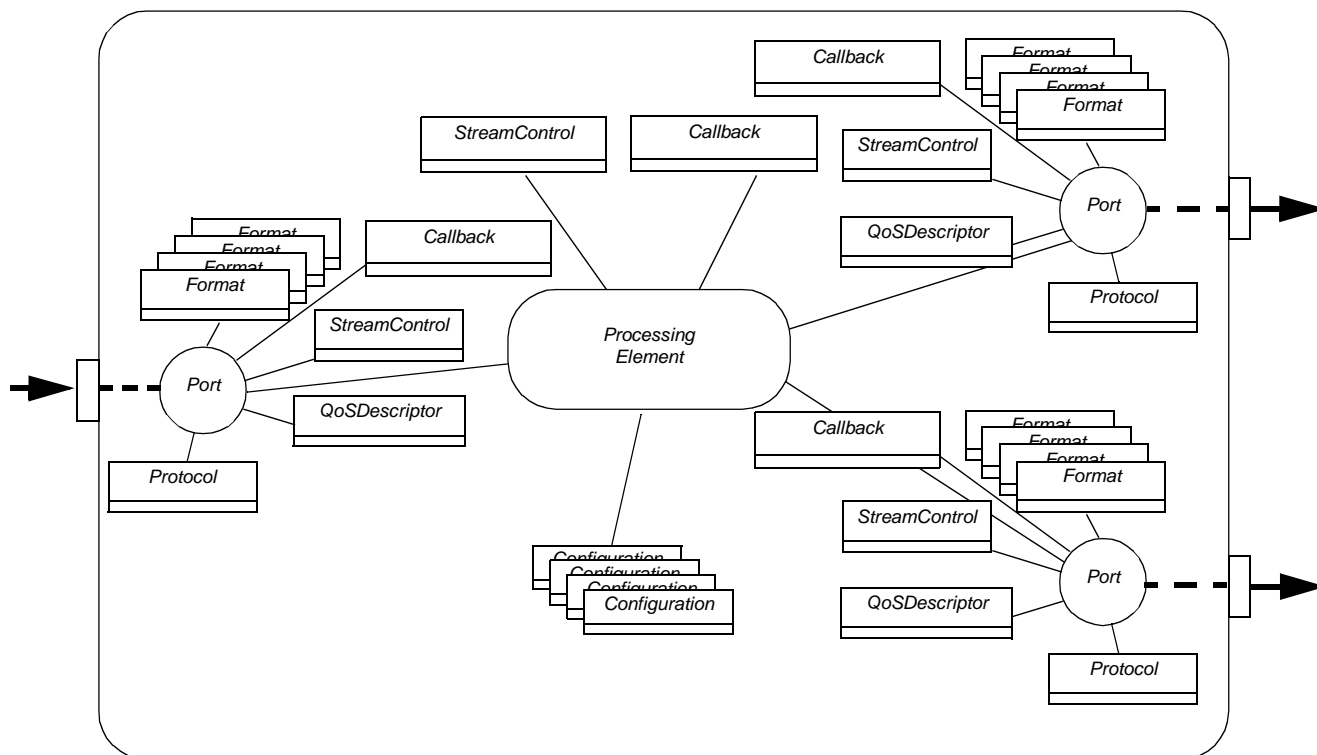 Callback
Format
Format
Format
Format
StreamControl
Callback
StreamControl
Port
QoSDescriptor
Protocol
Format
Format
Format
Format
Callback
StreamControl
Port
QoSDescriptor
Protocol
Processing
Element
Callback
Format
Format
Format
Format
StreamControl
Port
QoSDescriptor
Protocol
Configuration
Configuration
Configuration
Configuration